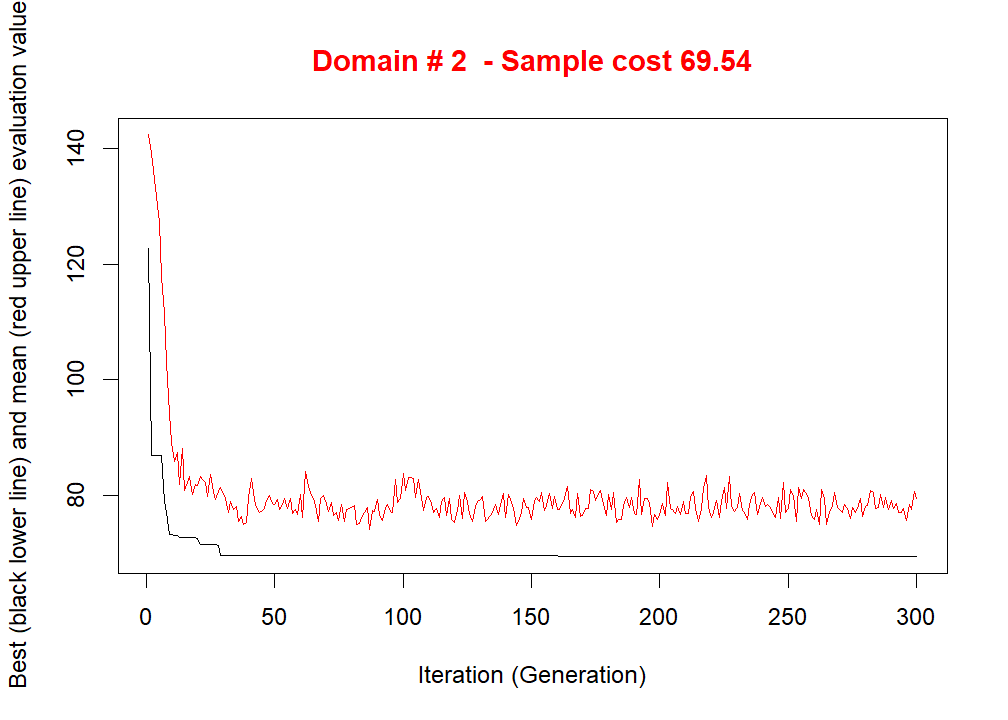 Domain # 2  - Sample cost 69.54
Best (black lower line) and mean (red upper line) evaluation value
140
120
100
80
0 50 100 150 200 250 300
Iteration (Generation)